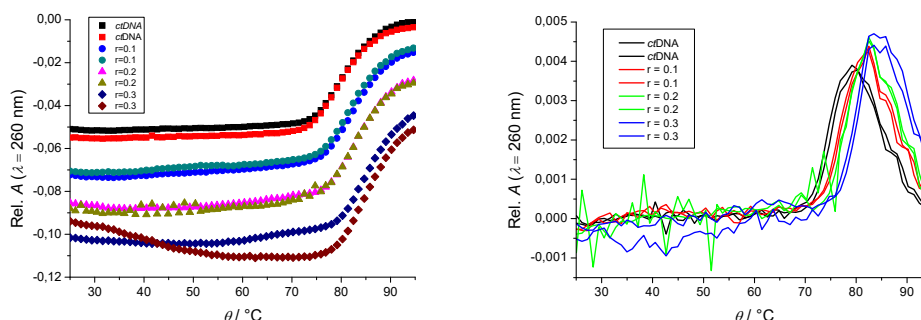 0,00
-0,02
-0,04
-0,06
-0,08
-0,10
-0,12
Rel. A (λ = 260 nm)
ctDNA
ctDNA
r=0.1
r=0.1
r=0.2
r=0.2
r=0.3
r=0.3
30 40 50 60 70 80 90
θ / °C
0,005
0,004
0,003
0,002
0,001
0,000
-0,001
Rel. A (λ = 260 nm)
ctDNA
ctDNA
r = 0.1
r = 0.1
r = 0.2
r = 0.2
r = 0.3
r = 0.3
30 40 50 60 70 80 90
θ / °C